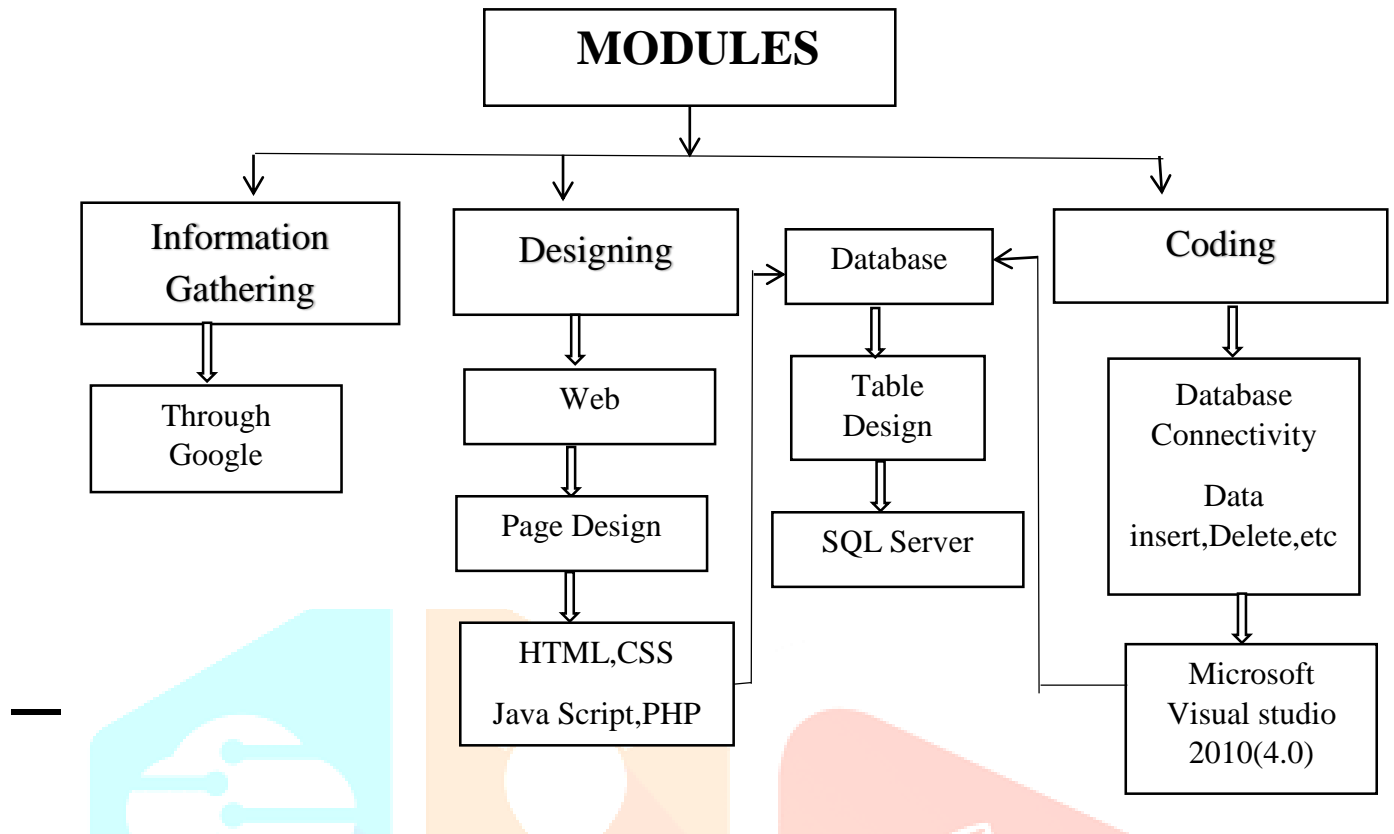 MODULES
Information
Gathering
Designing
Database
Coding
Through
Google
Web
Page Design
HTML,CSS
Java Script,PHP
Table
Design
SQL Server
Database
Connectivity
Data
insert,Delete,etc
Microsoft
Visual studio
2010(4.0)